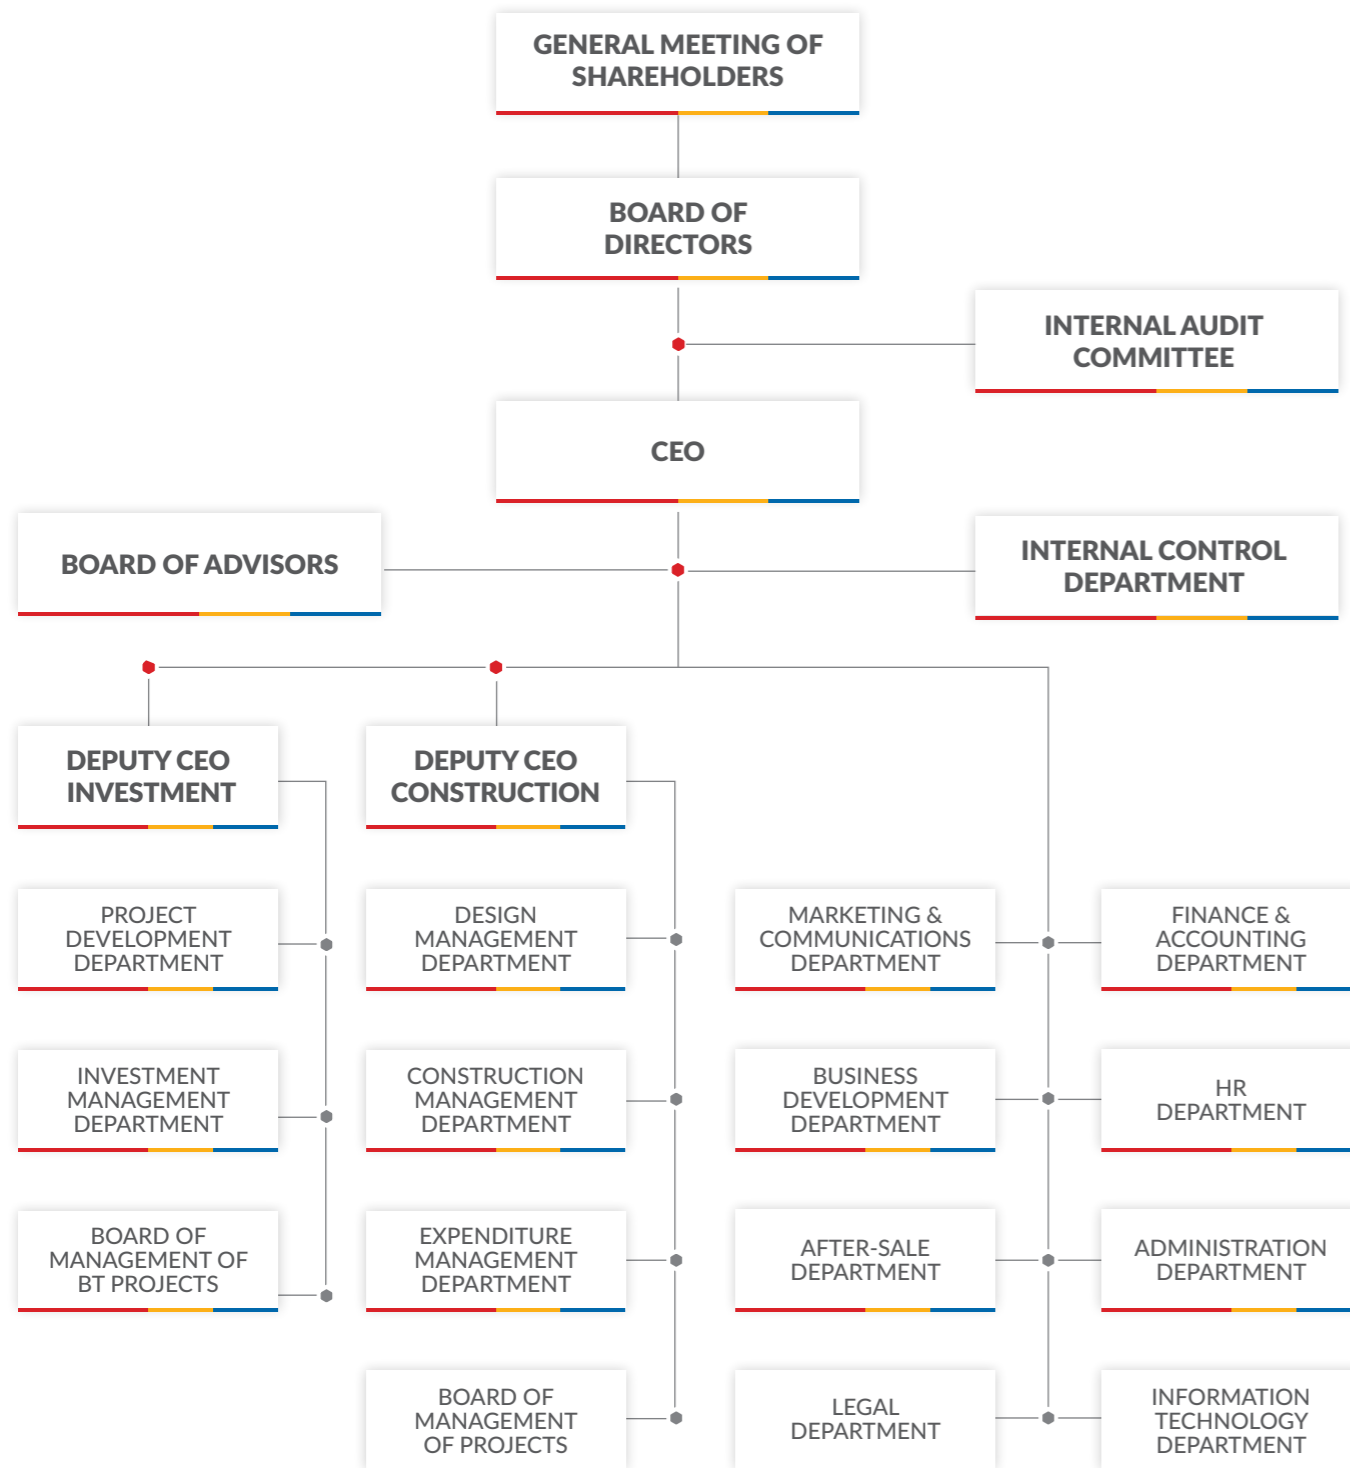 GENERAL MEETING OF
SHAREHOLDERS
BOARD OF
DIRECTORS
INTERNAL AUDIT
COMMITTEE
CEO
BOARD OF ADVISORS
INTERNAL CONTROL
DEPARTMENT
DEPUTY CEO
INVESTMENT
DEPUTY CEO
CONSTRUCTION
PROJECT
DEVELOPMENT
DEPARTMENT
DESIGN
MANAGEMENT
DEPARTMENT
MARKETING &
COMMUNICATIONS
DEPARTMENT
FINANCE &
ACCOUNTING
DEPARTMENT
INVESTMENT
MANAGEMENT
DEPARTMENT
CONSTRUCTION
MANAGEMENT
DEPARTMENT
BUSINESS
DEVELOPMENT
DEPARTMENT
HR
DEPARTMENT
BOARD OF
MANAGEMENT OF
BT PROJECTS
EXPENDITURE
MANAGEMENT
DEPARTMENT
AFTER-SALE
DEPARTMENT
ADMINISTRATION
DEPARTMENT
BOARD OF
MANAGEMENT
OF PROJECTS
LEGAL
DEPARTMENT
INFORMATION
TECHNOLOGY
DEPARTMENT